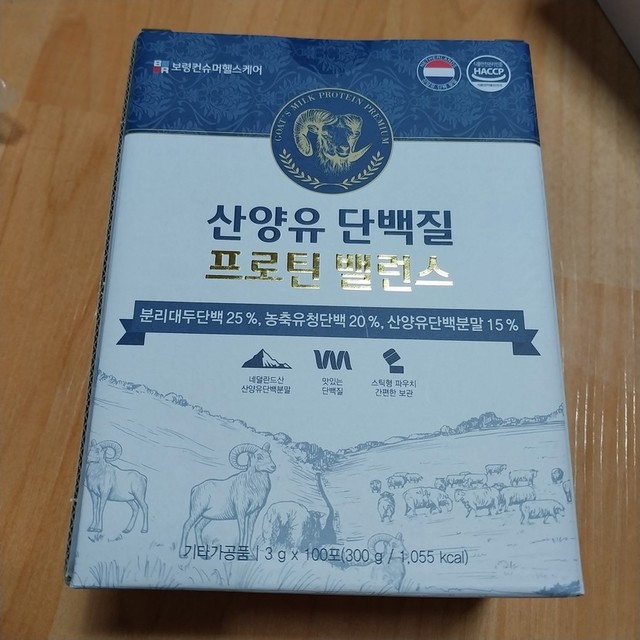 보령컨슈머헬스케어
HACCP
GOAT'S MILK PROTEIN PREMIUM
산양유 단백질
프로틴 밸런스
분리대두단백 25%, 농축유청단백 20%, 산양유단백분말 15%
네덜란드산
산양유단백분말
맛있는
단백질
스틱형 파우치
간편한 보관
기타가공품 | 3 g x 100포(300 g / 1,055 kcal)